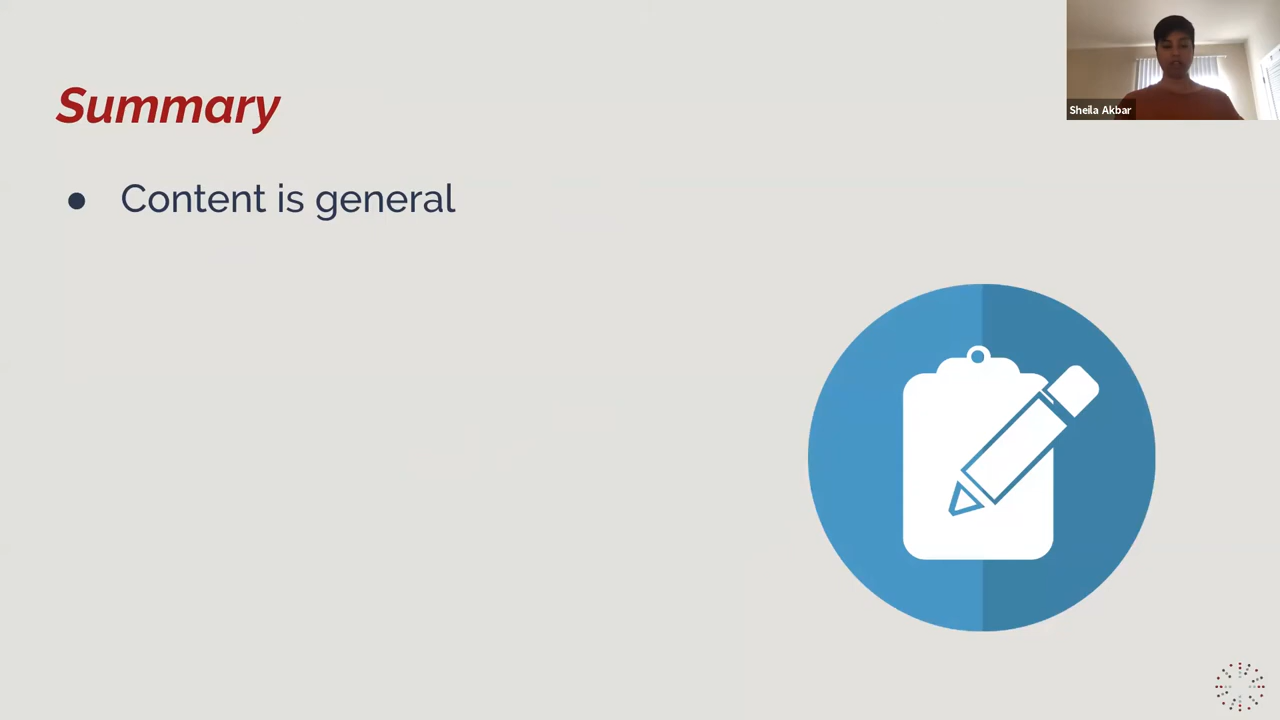 Sheila Akbar
Summary
● Content is general